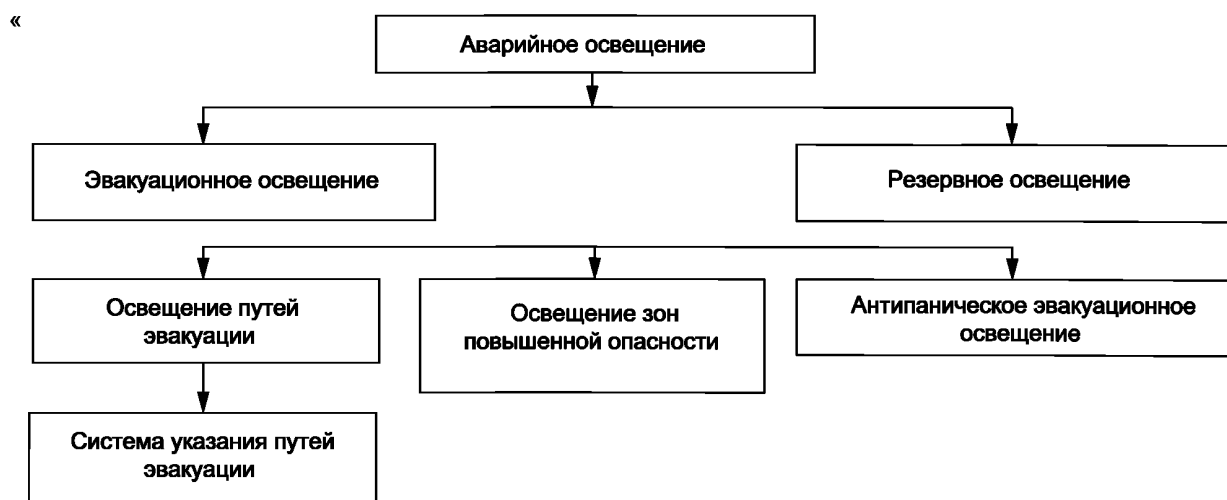 «
Аварийное освещение
Эвакуационное освещение
Резервное освещение
Освещение путей
эвакуации
Освещение зон
повышенной опасности
Антипаническое эвакуационное
освещение
Система указания путей
эвакуации